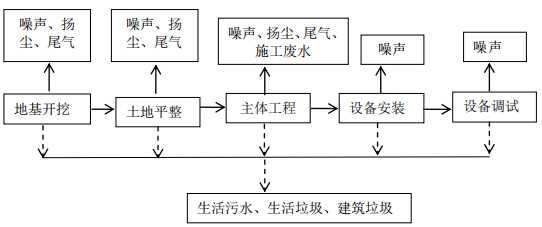 噪声、扬
尘、尾气
噪声、扬
尘、尾气
噪声、扬尘、尾气、
施工废水
噪声
噪声
地基开挖
土地平整
主体工程
设备安装
设备调试
生活污水、生活垃圾、建筑垃圾